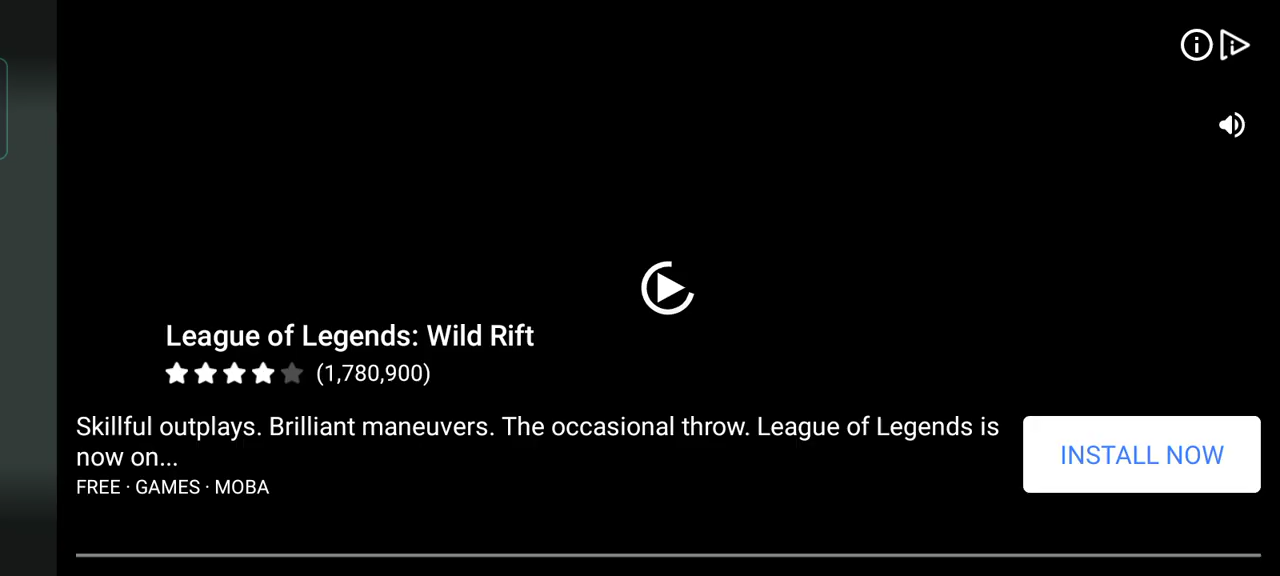 League of Legends: Wild Rift
(1,780,900)
Skillful outplays. Brilliant maneuvers. The occasional throw. League of Legends is
now on...
INSTALL NOW
FREE · GAMES · MOBA